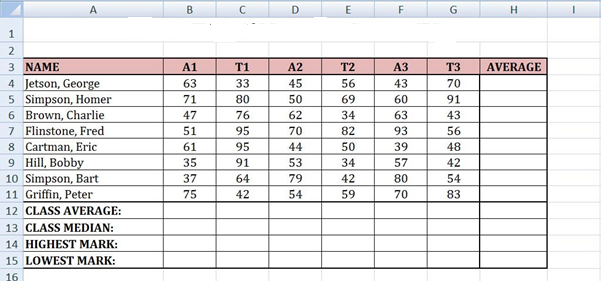 A B C D E F G H I
1
2
3 NAME A1 T1 A2 T2 A3 T3 AVERAGE
4 Jetson, George 63 33 45 56 43 70
5 Simpson, Homer 71 80 50 69 60 91
6 Brown, Charlie 47 76 62 34 63 43
7 Flinstone, Fred 51 95 70 82 93 56
8 Cartman, Eric 61 95 44 50 39 48
9 Hill, Bobby 35 91 53 34 57 42
10 Simpson, Bart 37 64 79 42 80 54
11 Griffin, Peter 75 42 54 59 70 83
12 CLASS AVERAGE:
13 CLASS MEDIAN:
14 HIGHEST MARK:
15 LOWEST MARK:
16